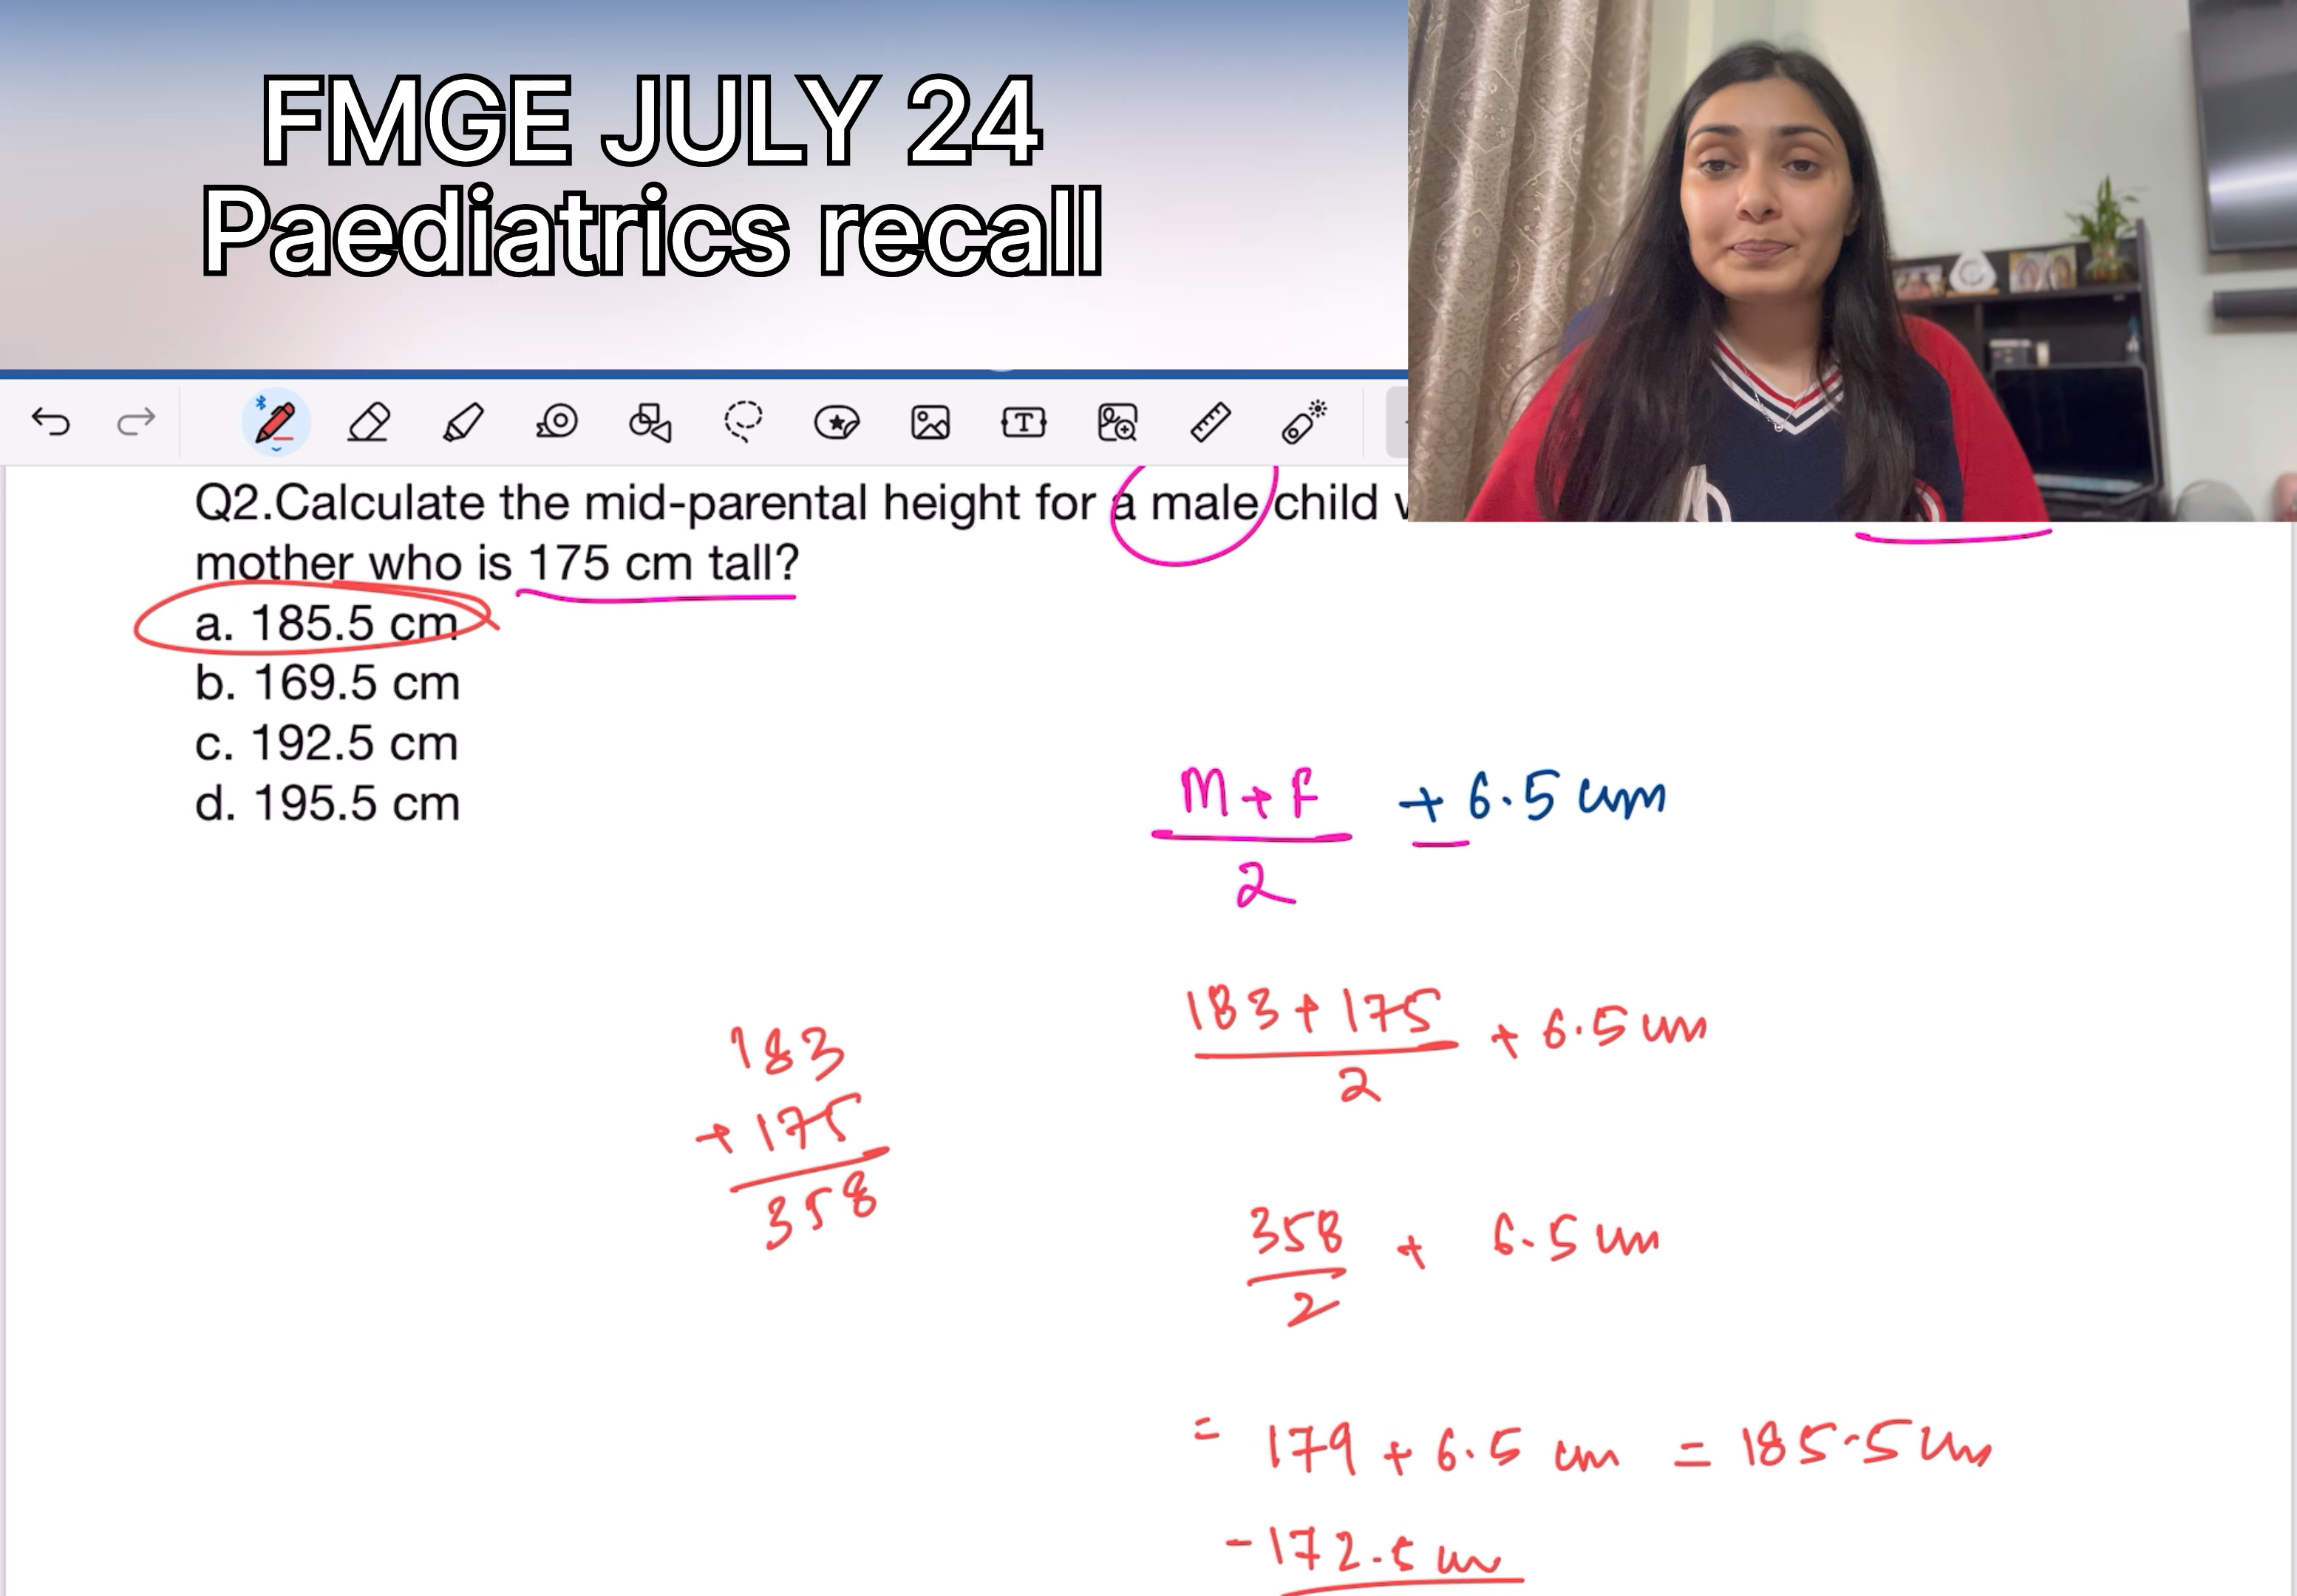 FMGE JULY 24
Paediatrics recall
Q2.Calculate the mid-parental height for a male child
mother who is 175 cm tall?
a. 185.5 cm
b. 169.5 cm
c. 192.5 cm
d. 195.5 cm
M + F + 6.5 cm
2
183 + 175 + 6.5 cm
2
183
+ 175
358
358 + 6.5 cm
2
= 179 + 6.5 cm = 185.5 cm
- 172.5 cm